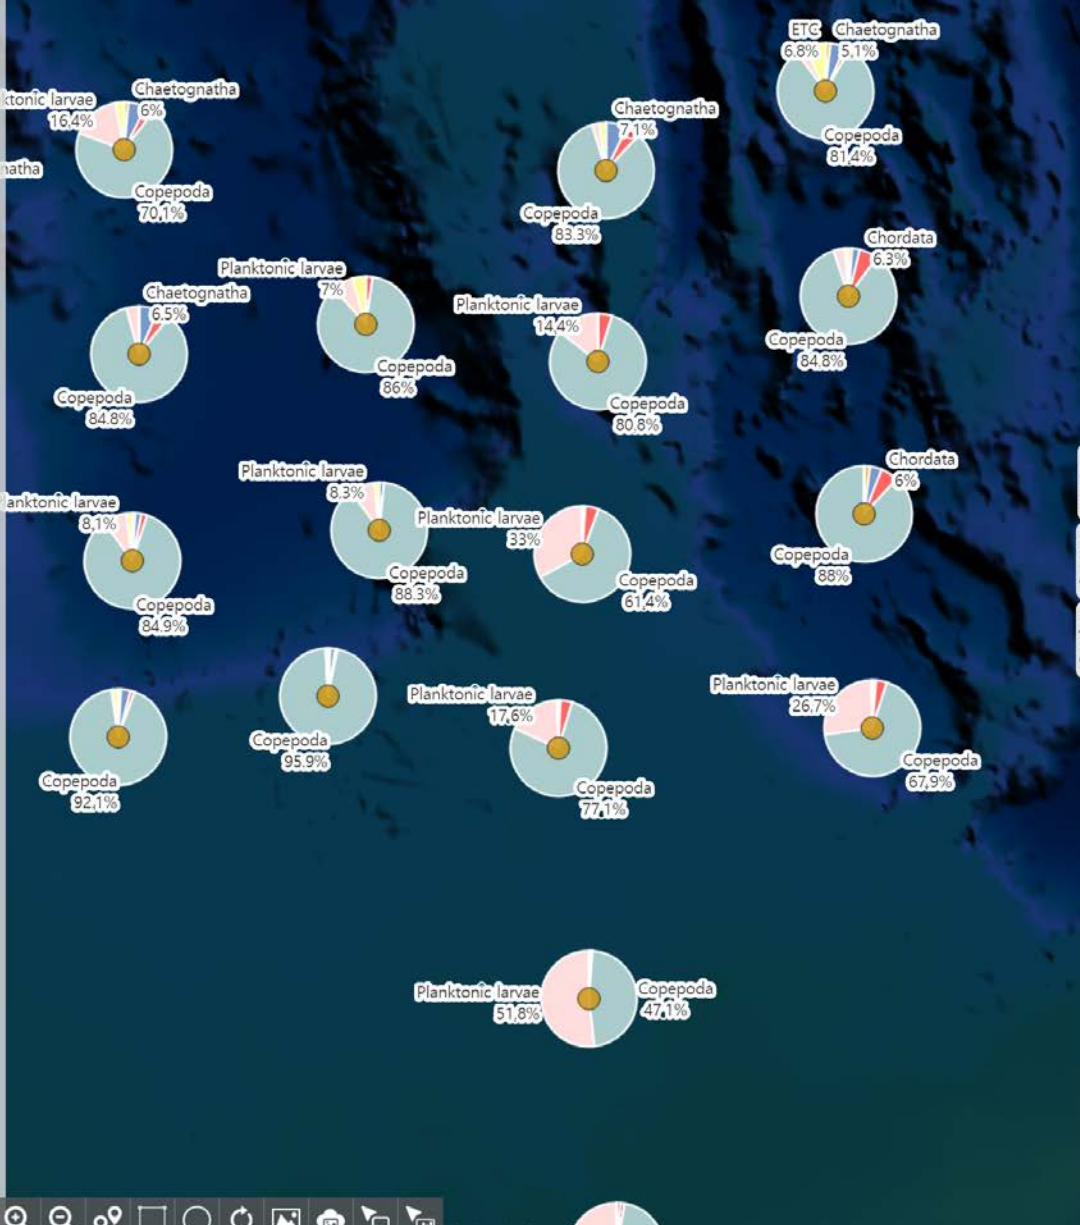 ETC
6.8%
Chaetognatha
5.1%
Copepoda
81.4%
ktonic larvae
16.4%
Chaetognatha
6%
Copepoda
70.1%
natha
Chaetognatha
7.1%
Copepoda
83.3%
Chordata
6.3%
Copepoda
84.8%
Chaetognatha
6.5%
Copepoda
84.8%
Planktonic larvae
7%
Copepoda
86%
Planktonic larvae
14.4%
Copepoda
80.8%
Chordata
6%
Copepoda
88%
lanktonic larvae
8.1%
Copepoda
84.9%
Planktonic larvae
8.3%
Copepoda
88.3%
Planktonic larvae
33%
Copepoda
61.4%
Copepoda
92.1%
Copepoda
95.9%
Planktonic larvae
17.6%
Copepoda
77.1%
Planktonic larvae
26.7%
Copepoda
67.9%
Planktonic larvae
51.8%
Copepoda
47.1%